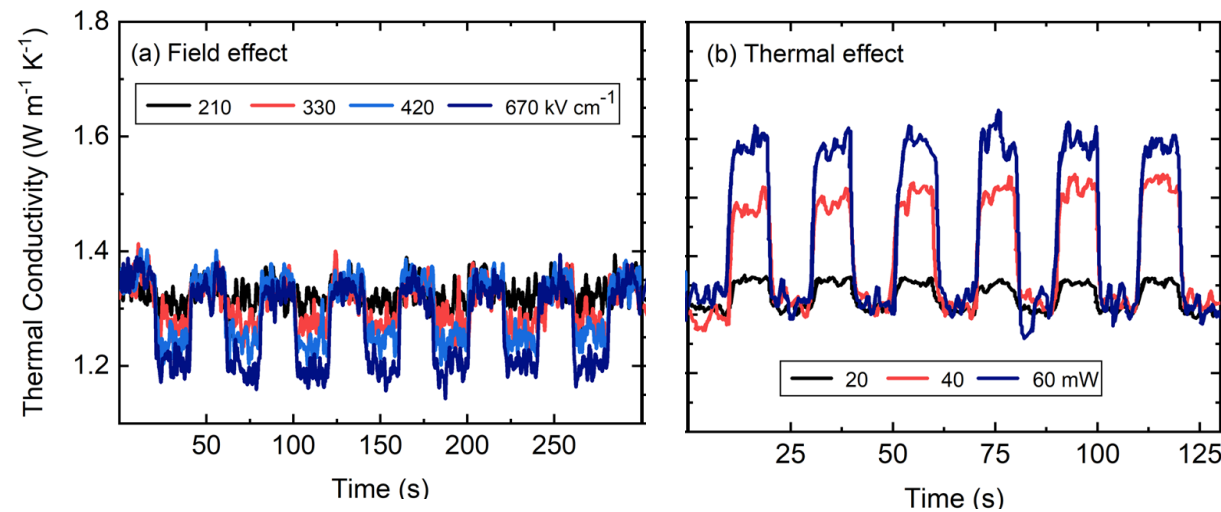 Thermal Conductivity (W m⁻¹ K⁻¹)
1.8
1.6
1.4
1.2
(a) Field effect
210 330 420 670 kV cm⁻¹
50 100 150 200 250
Time (s)
(b) Thermal effect
20 40 60 mW
25 50 75 100 125
Time (s)